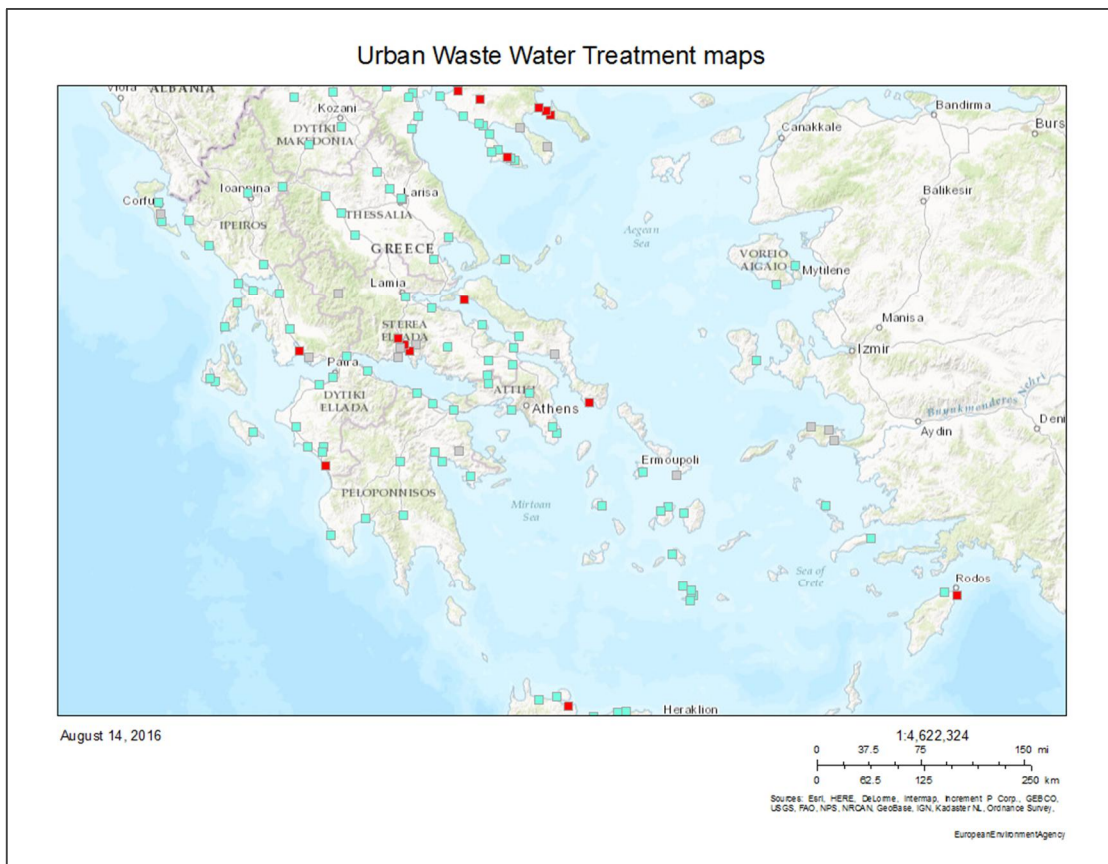 Urban Waste Water Treatment maps
ALBANIA
Kozani
DYTIKI
MAKEDONIA
Bandirma
Canakkale
Burs
Ioannina
Corfu
IPEIROS
Larisa
THESSALIA
GREECE
Balikesir
Aegean
Sea
VOREIO
AIGAIO
Mytilene
Lamia
STEREA
Manisa
Izmir
Patra
DYTIKI
ELLADA
Athens
Aydin
Deni
Ermoupoli
PELOPONNISOS
Mirtoan
Sea
Sea of
Crete
Rodos
Heraklion
August 14, 2016
1:4,622,324
0 37.5 75 150 mi
0 62.5 125 250 km
Sources: Esri, HERE, DeLorme, Intermap, increment P Corp., GEBCO,
USGS, FAO, NPS, NRCAN, GeoBase, IGN, Kadaster NL, Ordnance Survey,
EuropeanEnvironmentAgency